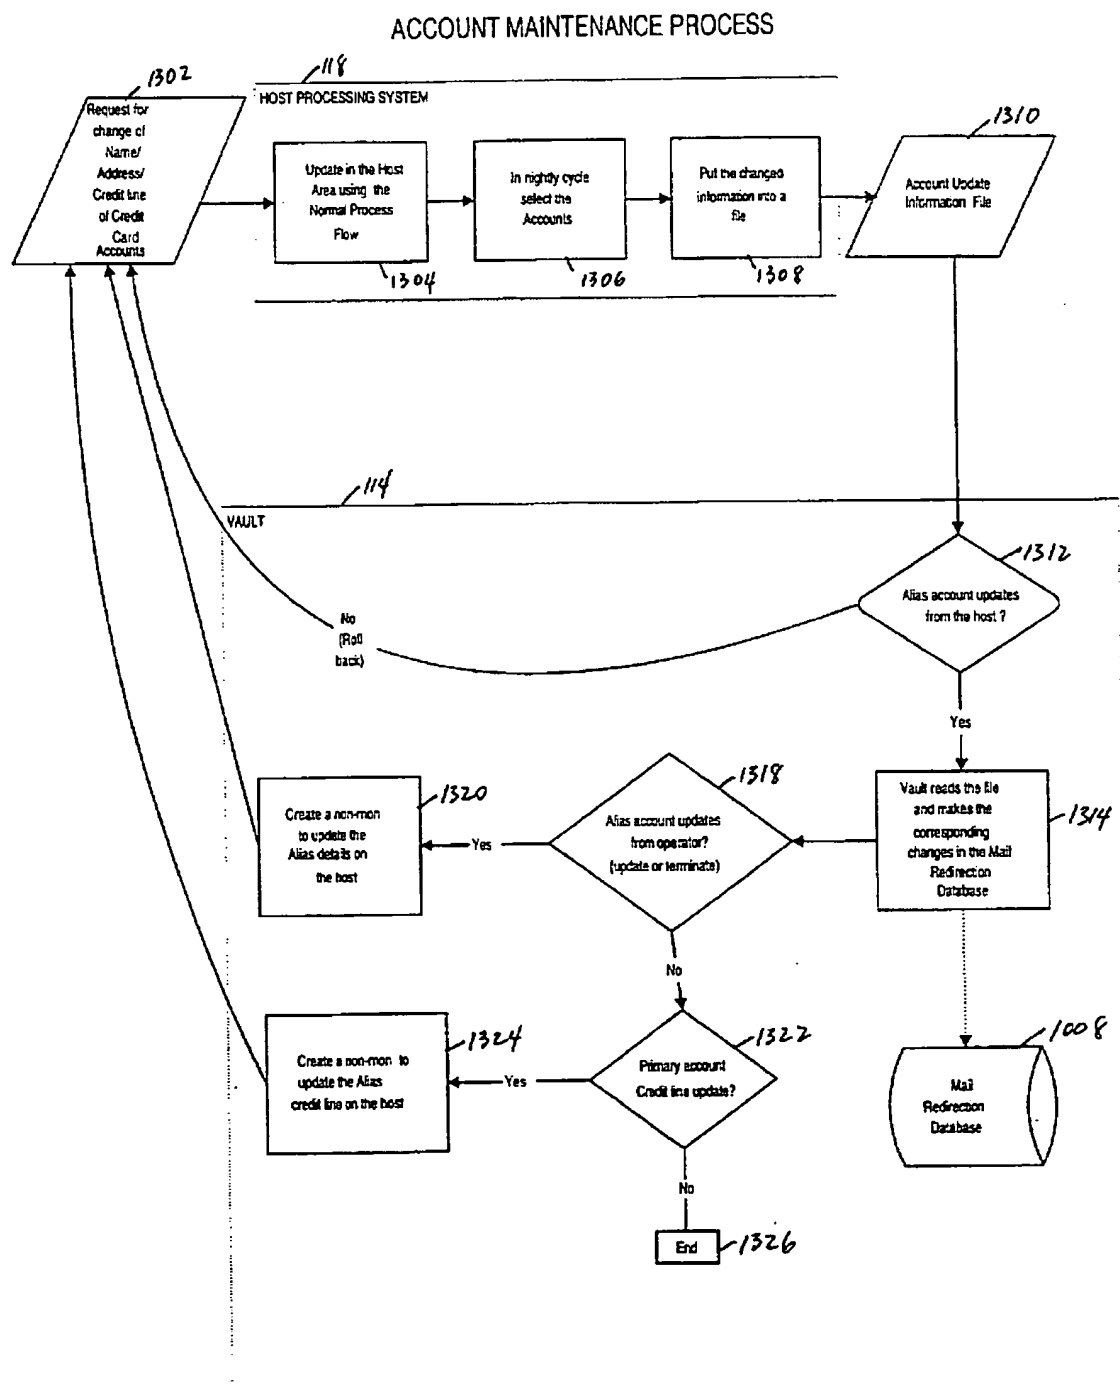 ACCOUNT MAINTENANCE PROCESS
1302
118
HOST PROCESSING SYSTEM
1310
Request for
change of
Name/
Address/
Credit line
of Credit
Card
Accounts
Update in the Host
Area using the
Normal Process
Flow
1304
In nightly cycle
select the
Accounts
1306
Put the changed
information into a
file
1308
Account Update
Information File
114
VAULT
1312
Alias account updates
from the host ?
No
(Roll
back)
Yes
1320
Create a non-mon
to update the
Alias details on
the host
Yes
1318
Alias account updates
from operator?
(update or terminate)
Vault reads the file
and makes the
corresponding
changes in the Mail
Redirection
Database
1314
No
1324
Create a non-mon to
update the Alias
credit line on the host
Yes
1322
Primary account
Credit line update?
1008
Mail
Redirection
Database
No
End
1326